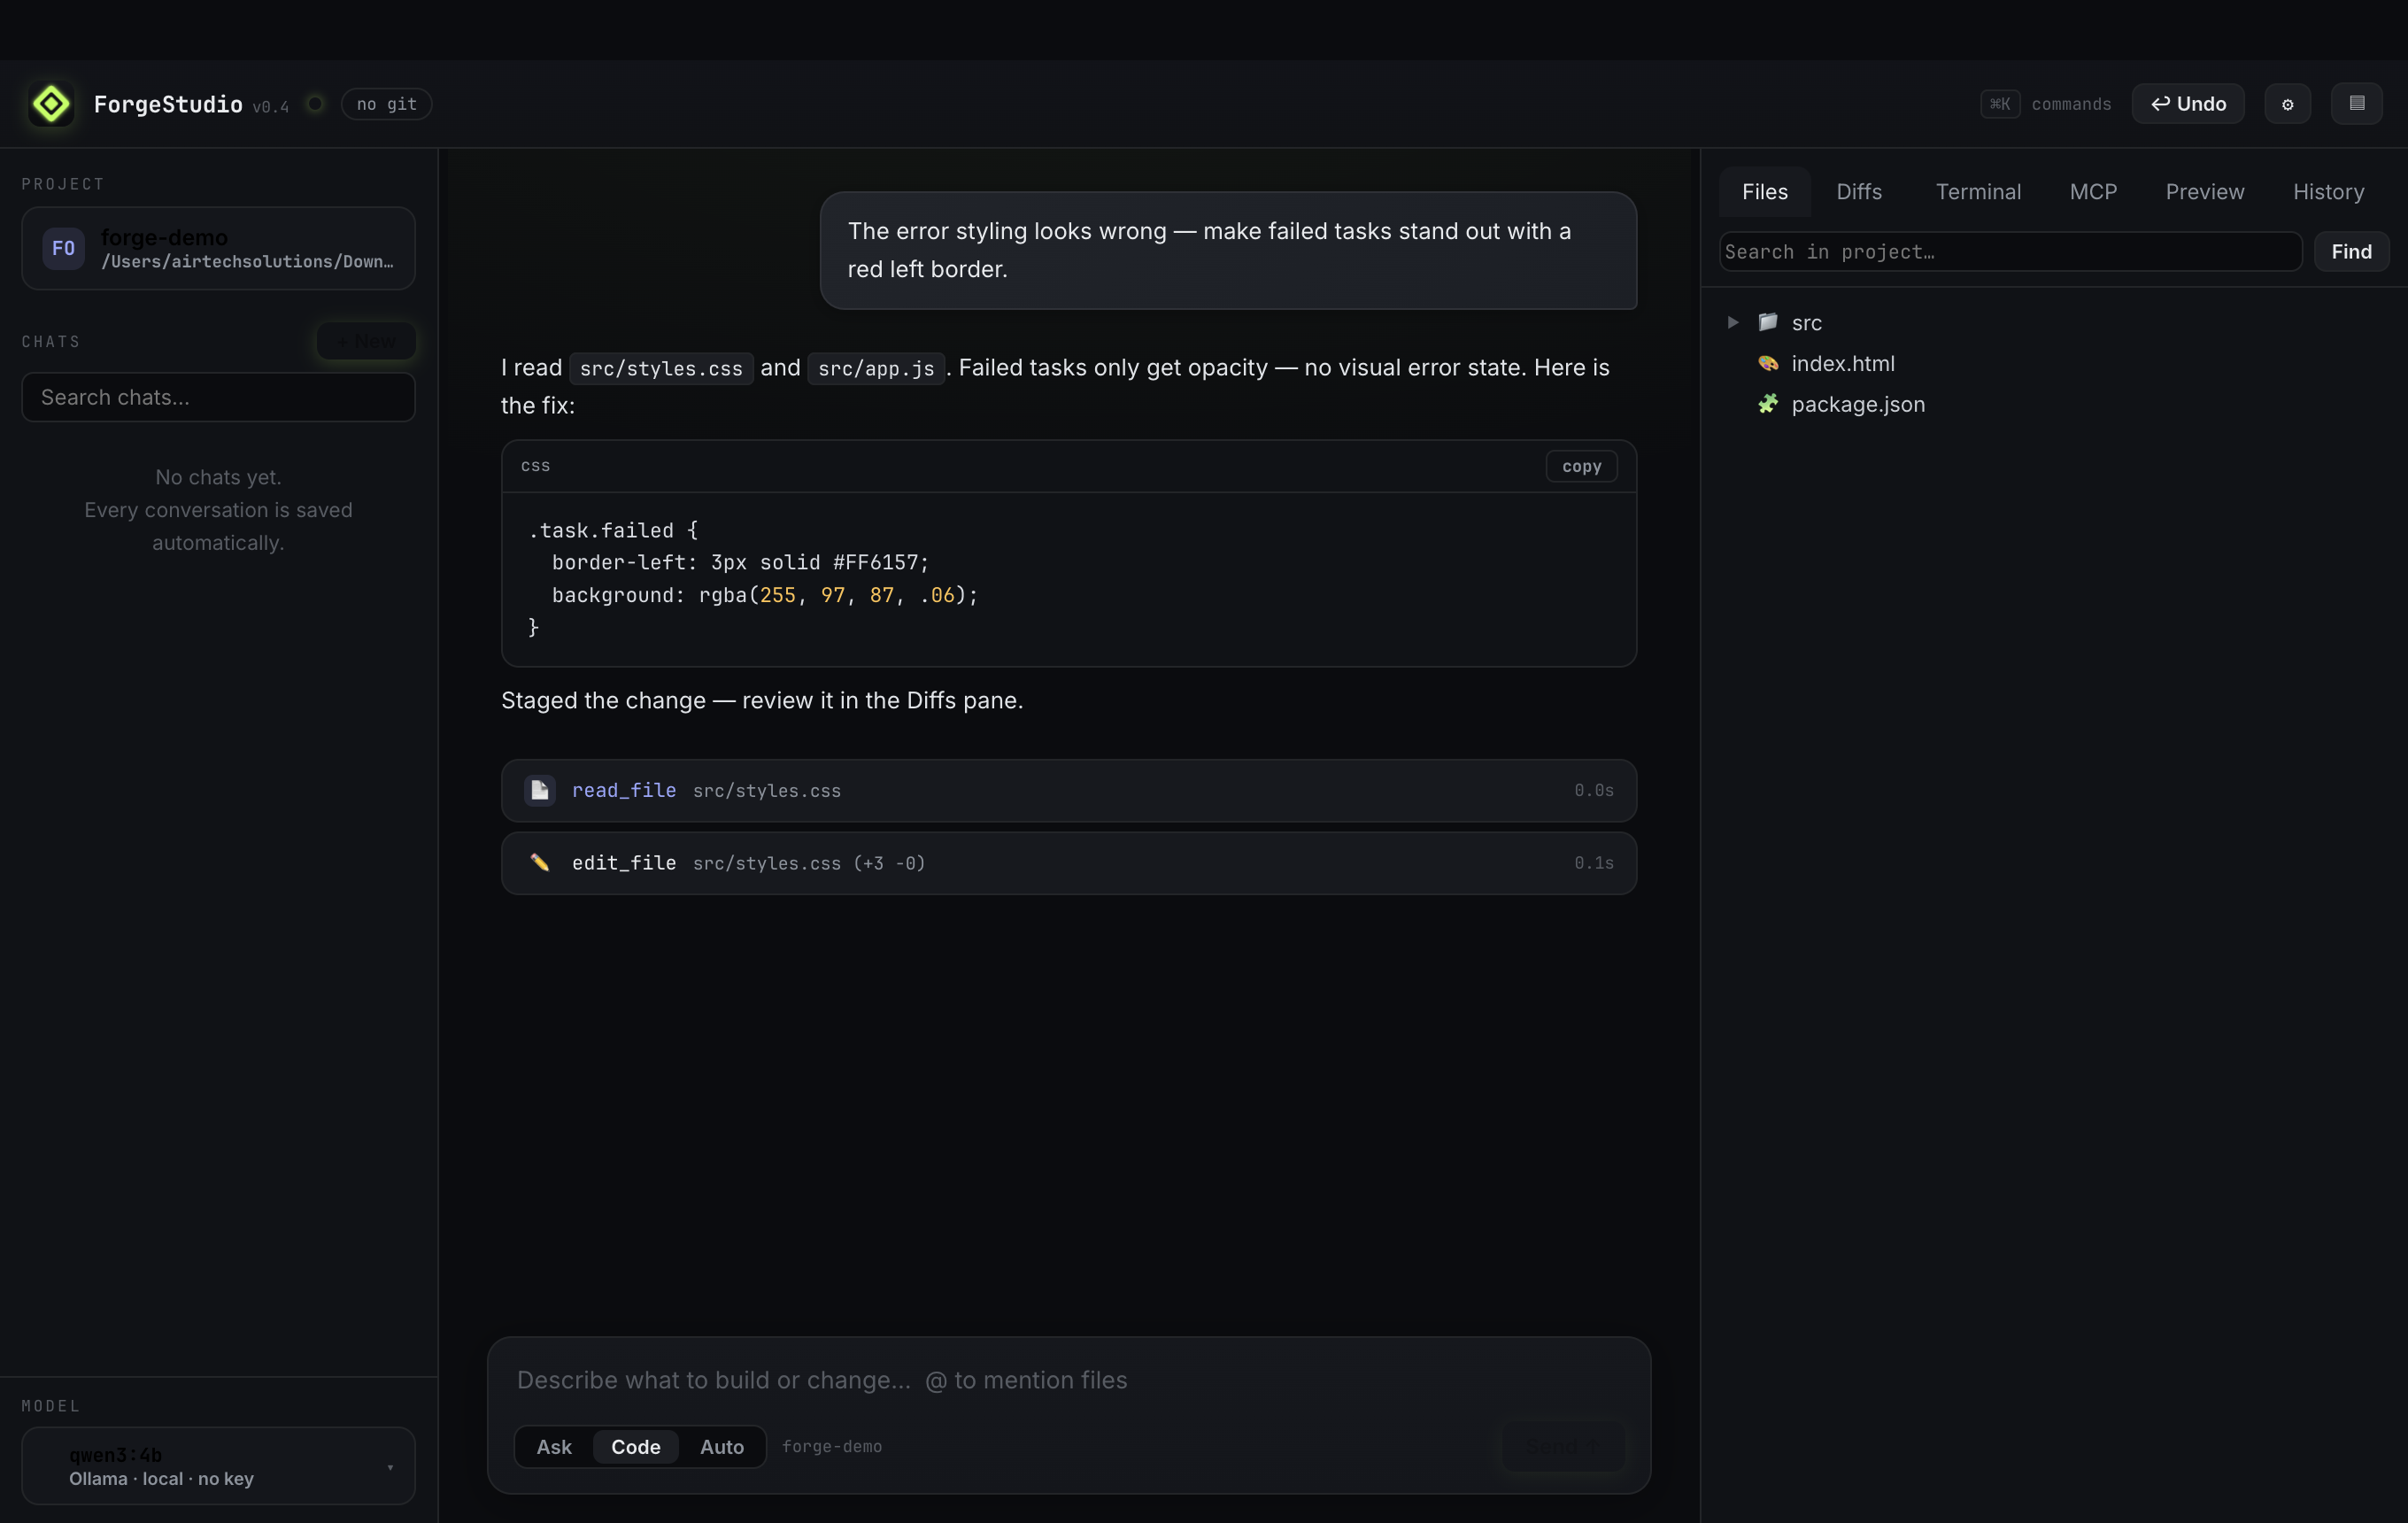 ForgeStudio v0.4 no git
⌘K commands ↩ Undo
PROJECT
FO
forge-demo
/Users/airtechsolutions/Down…
CHATS
+ New
Search chats…
No chats yet.
Every conversation is saved
automatically.
MODEL
qwen3:4b
Ollama · local · no key
The error styling looks wrong — make failed tasks stand out with a
red left border.
I read src/styles.css and src/app.js. Failed tasks only get opacity — no visual error state. Here is
the fix:
css copy
.task.failed {
  border-left: 3px solid #FF6157;
  background: rgba(255, 97, 87, .06);
}
Staged the change — review it in the Diffs pane.
read_file src/styles.css 0.0s
edit_file src/styles.css (+3 -0) 0.1s
Describe what to build or change… @ to mention files
Ask Code Auto forge-demo Send ↑
Files Diffs Terminal MCP Preview History
Search in project… Find
src
index.html
package.json